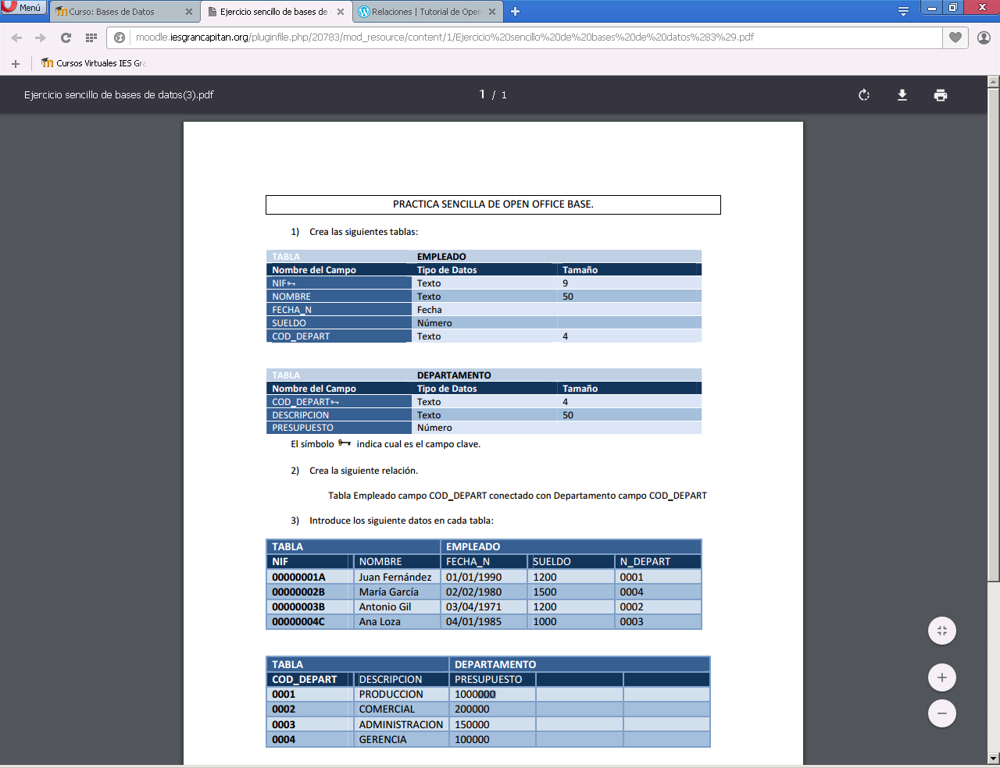 Menú
Curso: Bases de Datos
Ejercicio sencillo de bases de
Relaciones | Tutorial de Open
moodle.iesgrancapitan.org/pluginfile.php/20783/mod_resource/content/1/Ejercicio%20sencillo%20de%20bases%20de%20datos%283%29.pdf
Cursos Virtuales IES Gra
Ejercicio sencillo de bases de datos(3).pdf
1 / 1
PRACTICA SENCILLA DE OPEN OFFICE BASE.
1) Crea las siguientes tablas:
TABLA EMPLEADO
Nombre del Campo Tipo de Datos Tamaño
NIF Texto 9
NOMBRE Texto 50
FECHA_N Fecha
SUELDO Número
COD_DEPART Texto 4
TABLA DEPARTAMENTO
Nombre del Campo Tipo de Datos Tamaño
COD_DEPART Texto 4
DESCRIPCION Texto 50
PRESUPUESTO Número
El símbolo indica cual es el campo clave.
2) Crea la siguiente relación.
Tabla Empleado campo COD_DEPART conectado con Departamento campo COD_DEPART
3) Introduce los siguiente datos en cada tabla:
TABLA EMPLEADO
NIF NOMBRE FECHA_N SUELDO N_DEPART
00000001A Juan Fernández 01/01/1990 1200 0001
00000002B María García 02/02/1980 1500 0004
00000003B Antonio Gil 03/04/1971 1200 0002
00000004C Ana Loza 04/01/1985 1000 0003
TABLA DEPARTAMENTO
COD_DEPART DESCRIPCION PRESUPUESTO
0001 PRODUCCION 1000000
0002 COMERCIAL 200000
0003 ADMINISTRACION 150000
0004 GERENCIA 100000